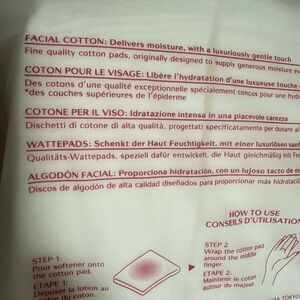 FACIAL COTTON: Delivers moisture, with a luxuriously gentle touch
Fine quality cotton pads, originally designed to supply generous moisture
COTON POUR LE VISAGE: Libère l'hydratation d'une luxueuse touche
Des cotons d'une qualité exceptionnelle spécialement conçus pour une
*des couches supérieures de l'épiderme
COTONE PER IL VISO: Idratazione intensa in una piacevole carezza
Dischetti di cotone di alta qualità, progettati specificatamente per donare
WATTEPADS: Schenkt der Haut Feuchtigkeit, mit einer luxuriösen
Qualitäts-Wattepads, speziell dafür entwickelt, die Haut gleichmäßig mit
ALGODÓN FACIAL: Proporciona hidratación, con un lujoso tacto de
Discos de algodón de alta calidad diseñados para proporcionar más
HOW TO USE
CONSEILS D'UTILISATION
STEP 1:
Pour softener onto
the cotton pad.
ETAPE 1:
Déposer la lotion au
du coton.
STEP 2:
Wrap the cotton pad
around the middle
finger.
ETAPE 2:
Maintenir le coton
autour du majeur.